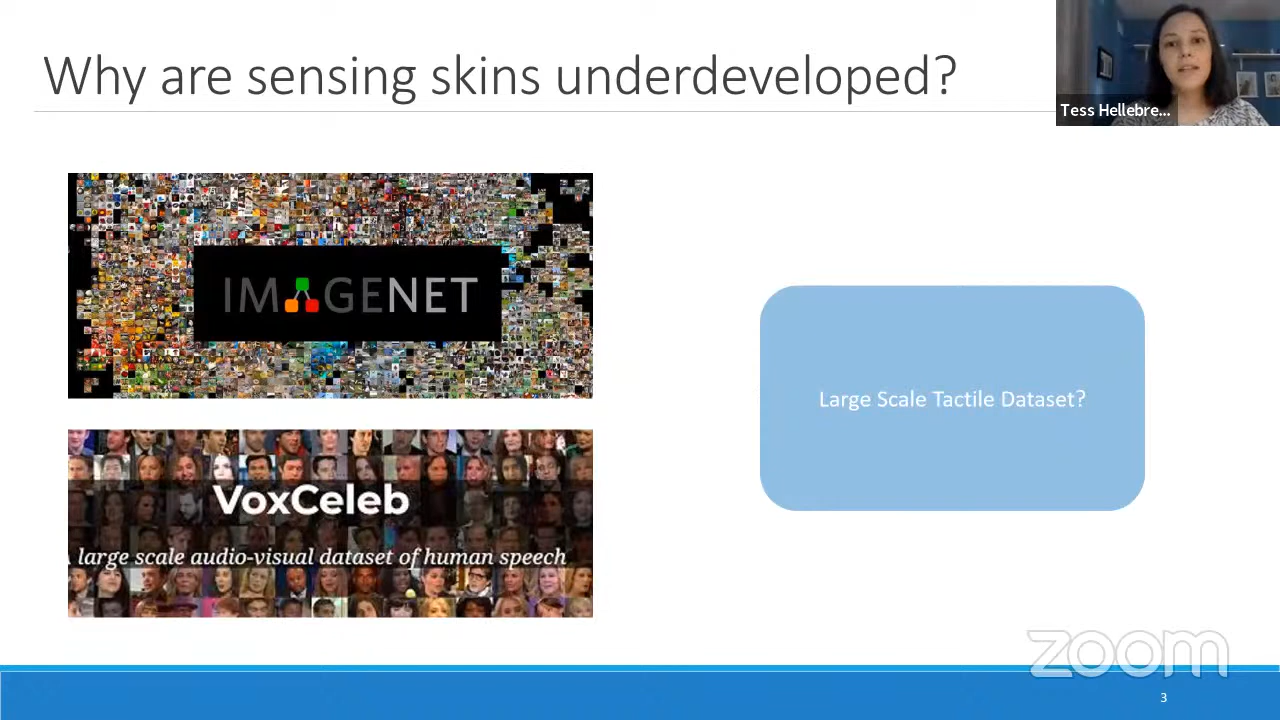 Why are sensing skins underdeveloped?
Tess Hellebre...
IMAGENET
Large Scale Tactile Dataset?
VoxCeleb
large scale audio-visual dataset of human speech
zoom
3